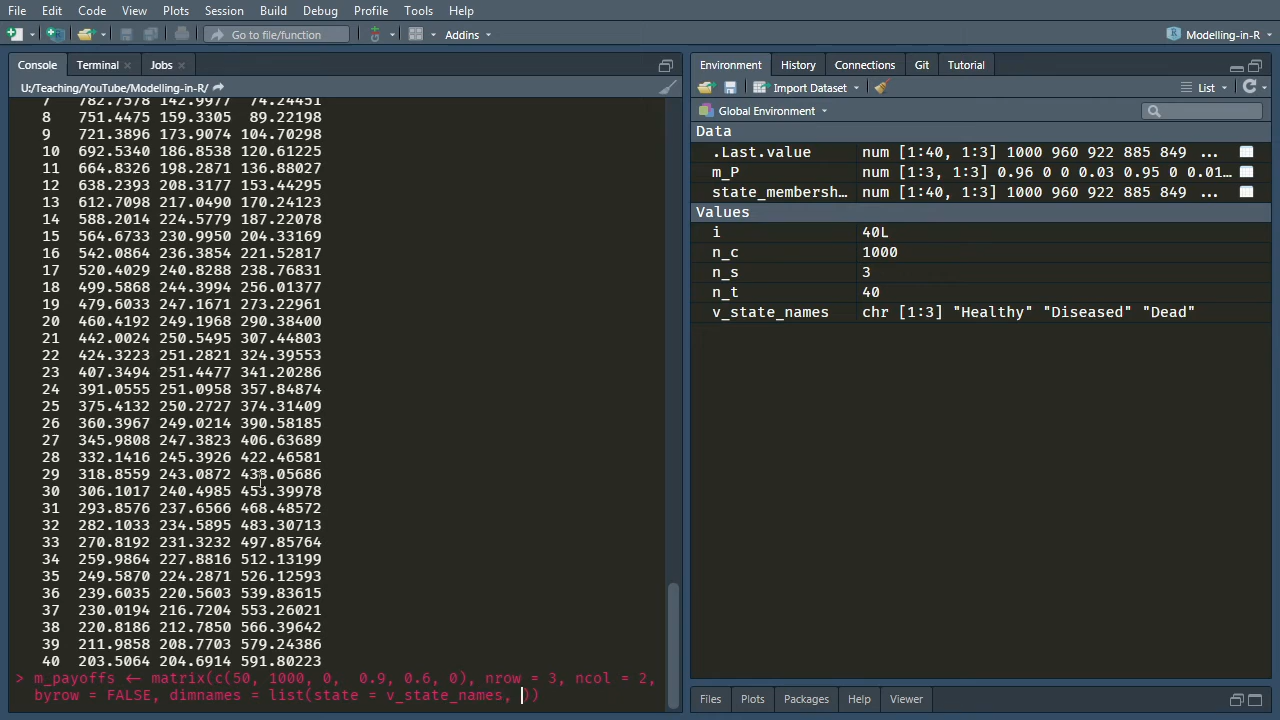 File Edit Code View Plots Session Build Debug Profile Tools Help
Go to file/function Addins Modelling-in-R
Console Terminal Jobs
U:/Teaching/YouTube/Modelling-in-R/
7 782.7578 142.9977 74.24451
8 751.4475 159.3305 89.22198
9 721.3896 173.9074 104.70298
10 692.5340 186.8538 120.61225
11 664.8326 198.2871 136.88027
12 638.2393 208.3177 153.44295
13 612.7098 217.0490 170.24123
14 588.2014 224.5779 187.22078
15 564.6733 230.9950 204.33169
16 542.0864 236.3854 221.52817
17 520.4029 240.8288 238.76831
18 499.5868 244.3994 256.01377
19 479.6033 247.1671 273.22961
20 460.4192 249.1968 290.38400
21 442.0024 250.5495 307.44803
22 424.3223 251.2821 324.39553
23 407.3494 251.4477 341.20286
24 391.0555 251.0958 357.84874
25 375.4132 250.2727 374.31409
26 360.3967 249.0214 390.58185
27 345.9808 247.3823 406.63689
28 332.1416 245.3926 422.46581
29 318.8559 243.0872 438.05686
30 306.1017 240.4985 453.39978
31 293.8576 237.6566 468.48572
32 282.1033 234.5895 483.30713
33 270.8192 231.3232 497.85764
34 259.9864 227.8816 512.13199
35 249.5870 224.2871 526.12593
36 239.6035 220.5603 539.83615
37 230.0194 216.7204 553.26021
38 220.8186 212.7850 566.39642
39 211.9858 208.7703 579.24386
40 203.5064 204.6914 591.80223
> m_payoffs <- matrix(c(50, 1000, 0, 0.9, 0.6, 0), nrow = 3, ncol = 2,
byrow = FALSE, dimnames = list(state = v_state_names, ))
Environment History Connections Git Tutorial
Import Dataset List
Global Environment
Data
.Last.value num [1:40, 1:3] 1000 960 922 885 849 ...
m_P num [1:3, 1:3] 0.96 0 0 0.03 0.95 0 0.01...
state_membersh... num [1:40, 1:3] 1000 960 922 885 849 ...
Values
i 40L
n_c 1000
n_s 3
n_t 40
v_state_names chr [1:3] "Healthy" "Diseased" "Dead"
Files Plots Packages Help Viewer